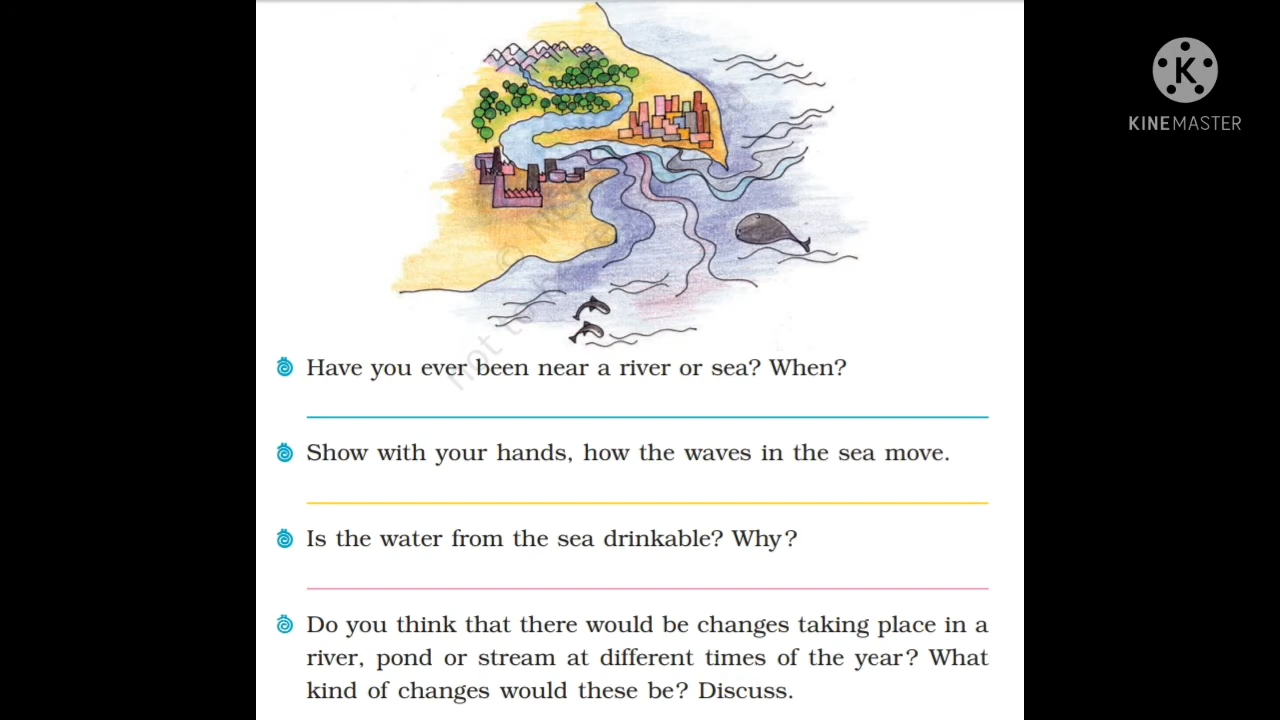 KINEMASTER
Have you ever been near a river or sea? When?
Show with your hands, how the waves in the sea move.
Is the water from the sea drinkable? Why?
Do you think that there would be changes taking place in a
river, pond or stream at different times of the year? What
kind of changes would these be? Discuss.